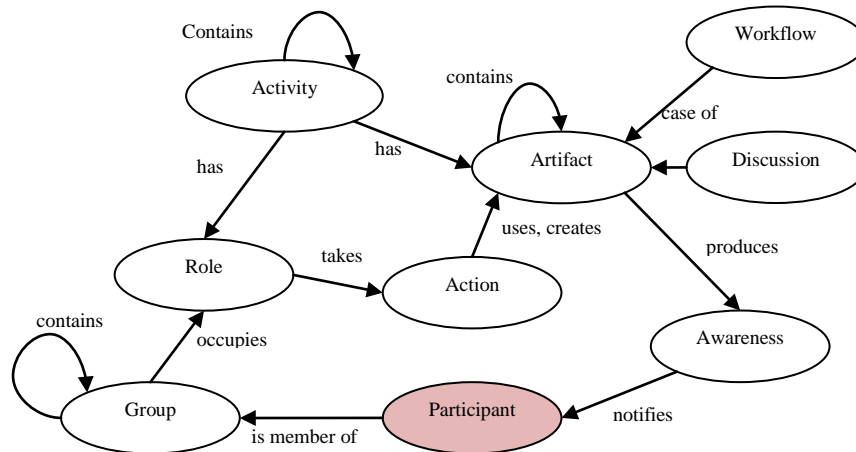 Contains
Workflow
Activity
contains
case of
has
Artifact
Discussion
has
uses, creates
produces
Role
takes
Action
contains
occupies
Awareness
Group
Participant
notifies
is member of